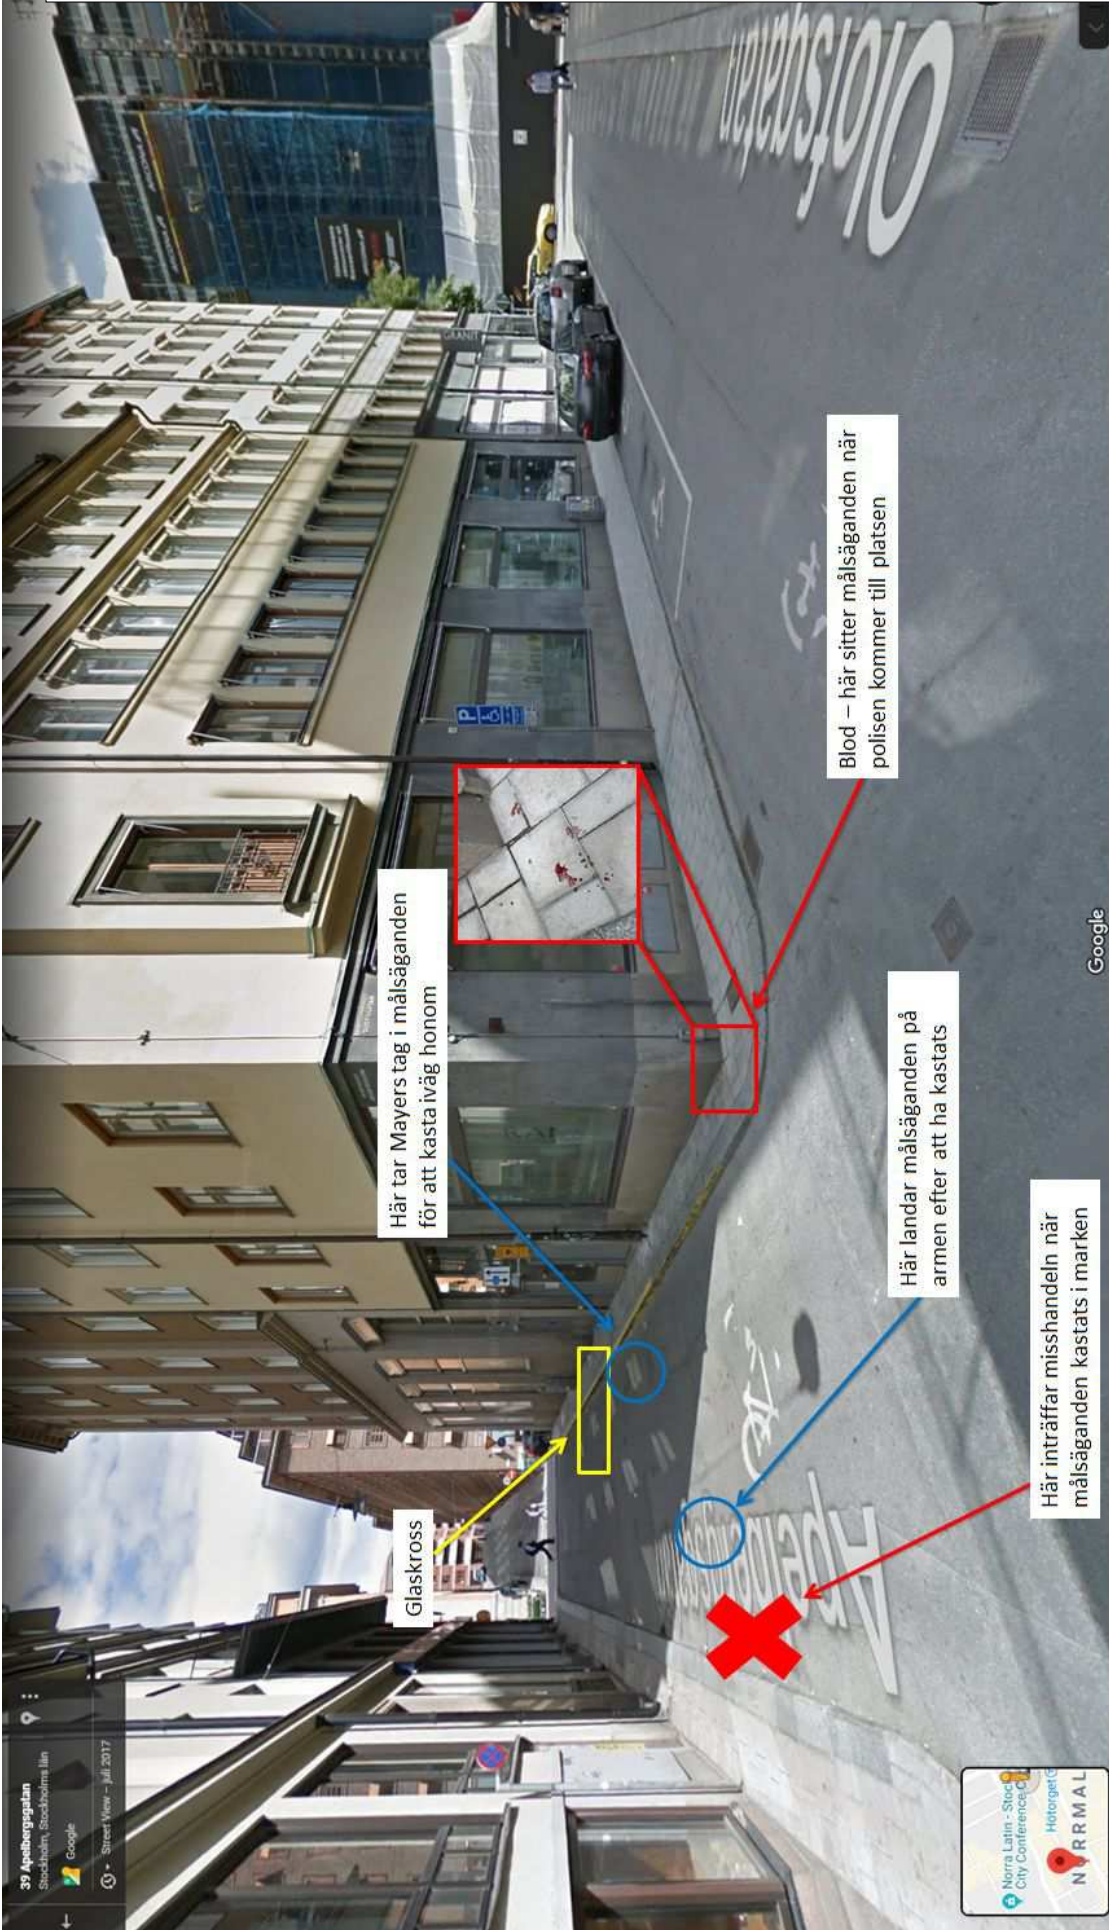 39 Apelbergsgatan
Stockholm, Stockholms län
Google
Street View – juli 2017
Glaskross
Här tar Mayers tag i målsäganden
för att kasta iväg honom
GRANIT
P
Blod – här sitter målsäganden när
polisen kommer till platsen
Här landar målsäganden på
armen efter att ha kastats
Här inträffar misshandeln när
målsäganden kastats i marken
Apelbergsgatan
Olofsgatan
Norra Latin - Stoc
City Conference C
Hötorget
NORRMAL
Google